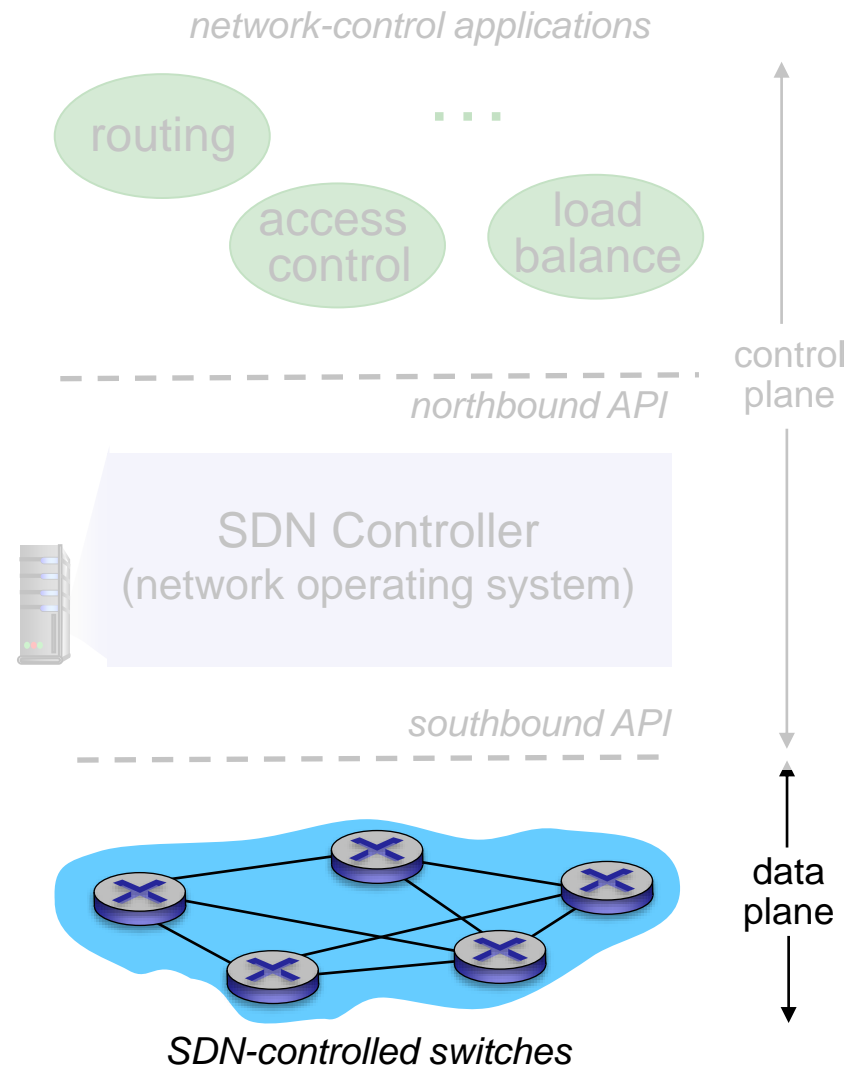 network-control applications
routing
...
access
control
load
balance
control
plane
northbound API
SDN Controller
(network operating system)
southbound API
data
plane
SDN-controlled switches